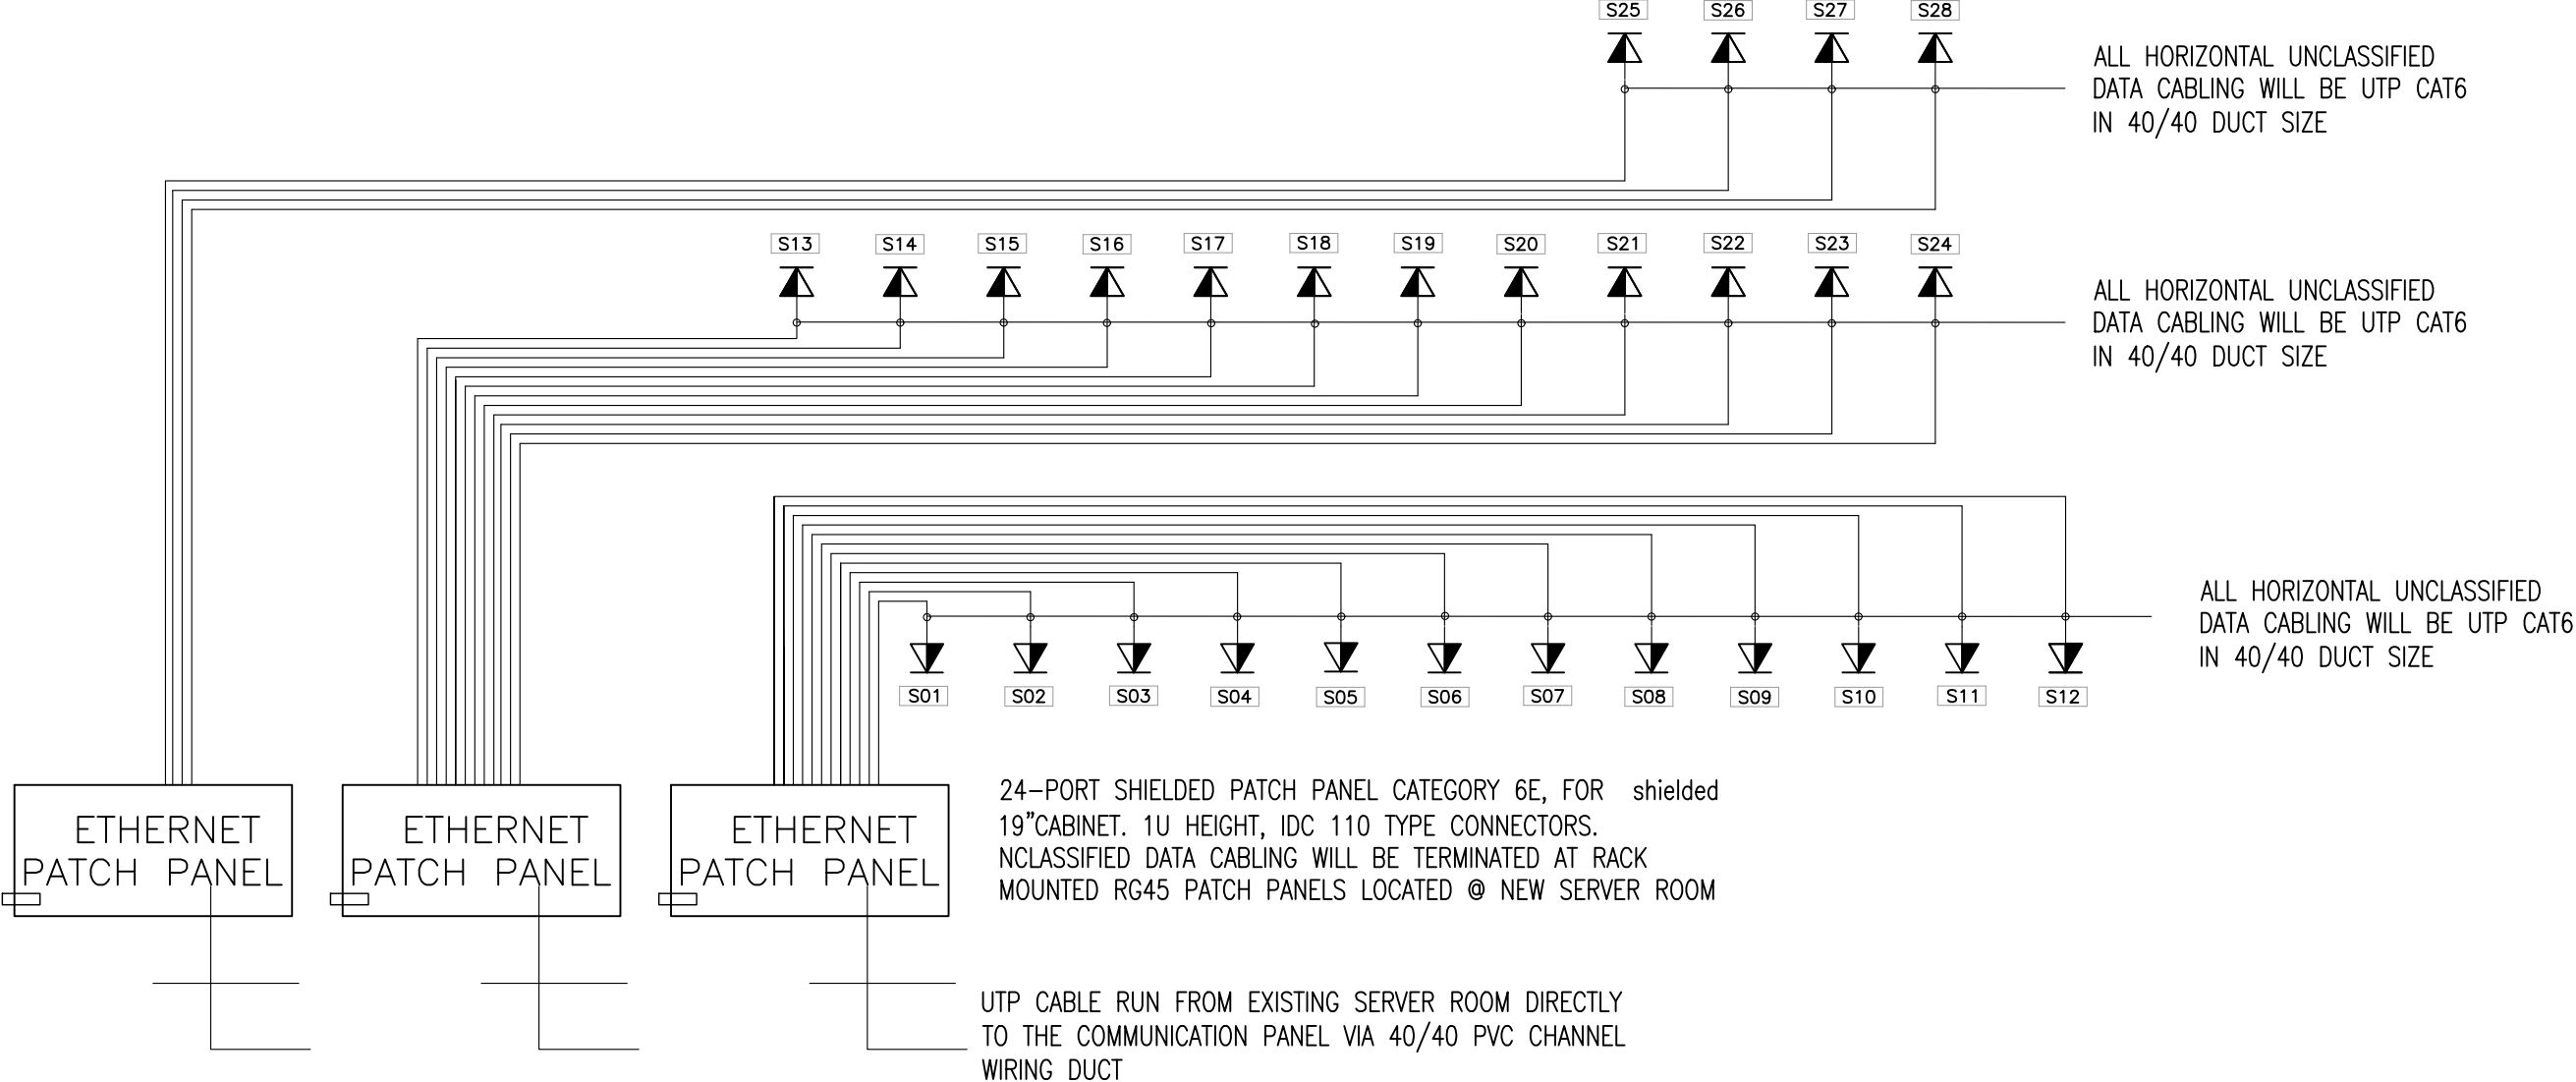 S25 S26 S27 S28
ALL HORIZONTAL UNCLASSIFIED
DATA CABLING WILL BE UTP CAT6
IN 40/40 DUCT SIZE
S13 S14 S15 S16 S17 S18 S19 S20 S21 S22 S23 S24
ALL HORIZONTAL UNCLASSIFIED
DATA CABLING WILL BE UTP CAT6
IN 40/40 DUCT SIZE
ALL HORIZONTAL UNCLASSIFIED
DATA CABLING WILL BE UTP CAT6
IN 40/40 DUCT SIZE
S01 S02 S03 S04 S05 S06 S07 S08 S09 S10 S11 S12
ETHERNET
PATCH PANEL
ETHERNET
PATCH PANEL
ETHERNET
PATCH PANEL
24-PORT SHIELDED PATCH PANEL CATEGORY 6E, FOR shielded
19"CABINET. 1U HEIGHT, IDC 110 TYPE CONNECTORS.
NCLASSIFIED DATA CABLING WILL BE TERMINATED AT RACK
MOUNTED RG45 PATCH PANELS LOCATED @ NEW SERVER ROOM
UTP CABLE RUN FROM EXISTING SERVER ROOM DIRECTLY
TO THE COMMUNICATION PANEL VIA 40/40 PVC CHANNEL
WIRING DUCT